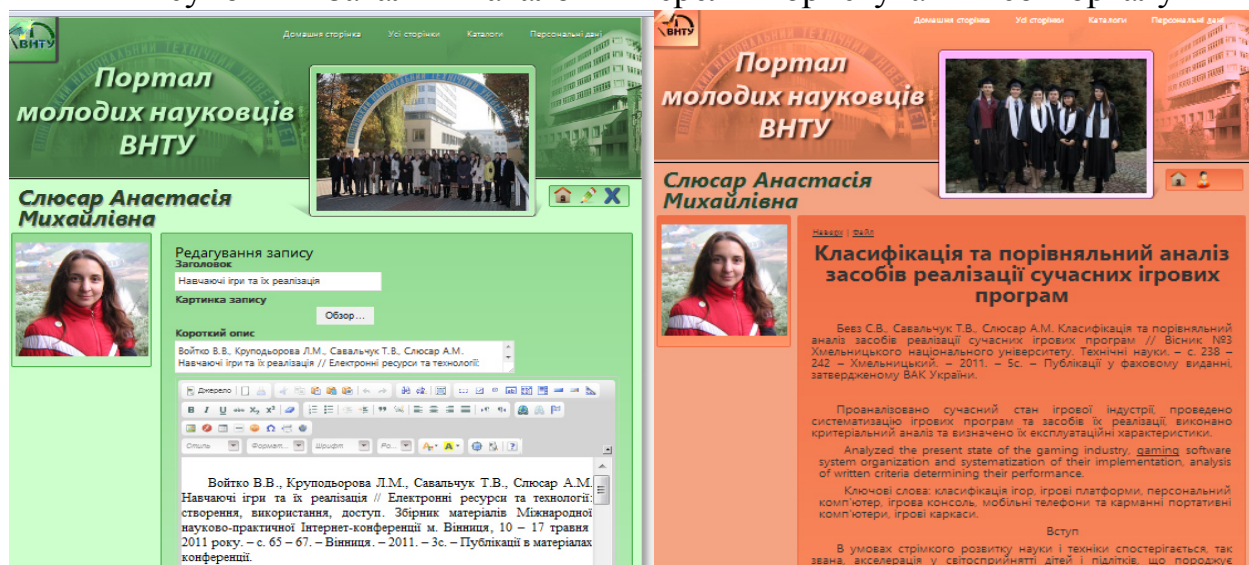 ВНТУ
Домашня сторінка Усі сторінки Каталоги Персональні дані
Портал
молодих науковців
ВНТУ
Слюсар Анастасія
Михайлівна
Редагування запису
Заголовок
Навчаючі ігри та їх реалізація
Картинка запису
Обзор...
Короткий опис
Войтко В.В., Круподьорова Л.М., Савальчук Т.В., Слюсар А.М.
Навчаючі ігри та їх реалізація // Електронні ресурси та технології:
Джерело
Стиль Формат... Шрифт Ро...
Войтко В.В., Круподьорова Л.М., Савальчук Т.В., Слюсар А.М.
Навчаючі ігри та їх реалізація // Електронні ресурси та технології:
створення, використання, доступ. Збірник матеріалів Міжнародної
науково-практичної Інтернет-конференції м. Вінниця, 10 – 17 травня
2011 року. – с. 65 – 67. – Вінниця. – 2011. – 3с. – Публікації в матеріалах
конференції.
ВНТУ
Домашня сторінка Усі сторінки Каталоги Персональні дані
Портал
молодих науковців
ВНТУ
Слюсар Анастасія
Михайлівна
Наверх | Файл
Класифікація та порівняльний аналіз
засобів реалізації сучасних ігрових
програм
Бевз С.В., Савальчук Т.В., Слюсар А.М. Класифікація та порівняльний
аналіз засобів реалізації сучасних ігрових програм // Вісник №3
Хмельницького національного університету. Технічні науки. – с. 238 –
242 – Хмельницький. – 2011. – 5с. – Публікації у фаховому виданні,
затвердженому ВАК України.
Проаналізовано сучасний стан ігрової індустрії, проведено
систематизацію ігрових програм та засобів їх реалізації, виконано
критеріальний аналіз та визначено їх експлуатаційні характеристики.
Analyzed the present state of the gaming industry, gaming software
system organization and systematization of their implementation, analysis
of written criteria determining their performance.
Ключові слова: класифікація ігор, ігрові платформи, персональний
комп'ютер, ігрова консоль, мобільні телефони та карманні портативні
комп'ютери, ігрові каркаси.
Вступ
В умовах стрімкого розвитку науки і техніки спостерігається, так
звана, акселерація у світосприйнятті дітей і підлітків, що породжує